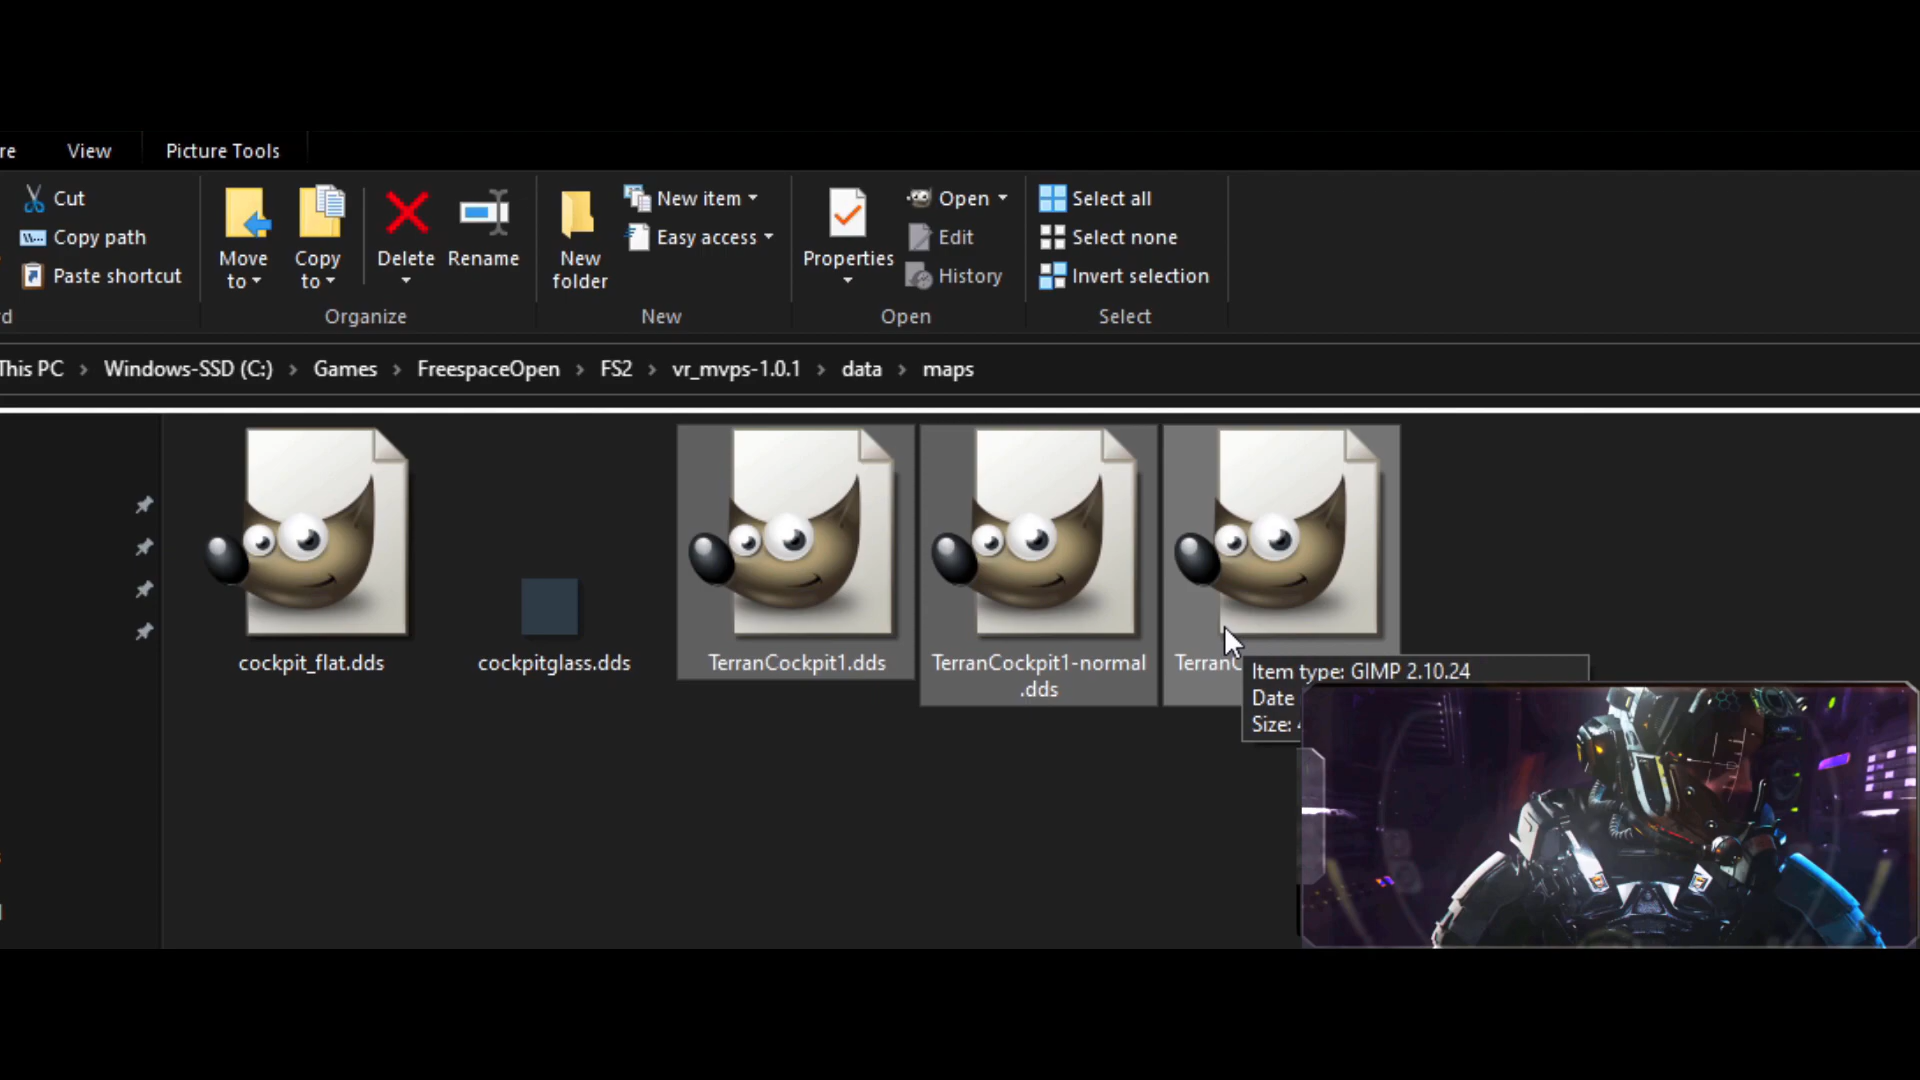 re View Picture Tools
Cut
Copy path
Paste shortcut
d
Move to
Copy to
Delete
Rename
Organize
New folder
New item
Easy access
New
Properties
Open
Edit
History
Open
Select all
Select none
Invert selection
Select
This PC > Windows-SSD (C:) > Games > FreespaceOpen > FS2 > vr_mvps-1.0.1 > data > maps
cockpit_flat.dds
cockpitglass.dds
TerranCockpit1.dds
TerranCockpit1-normal
.dds
Item type: GIMP 2.10.24
Date
Size: